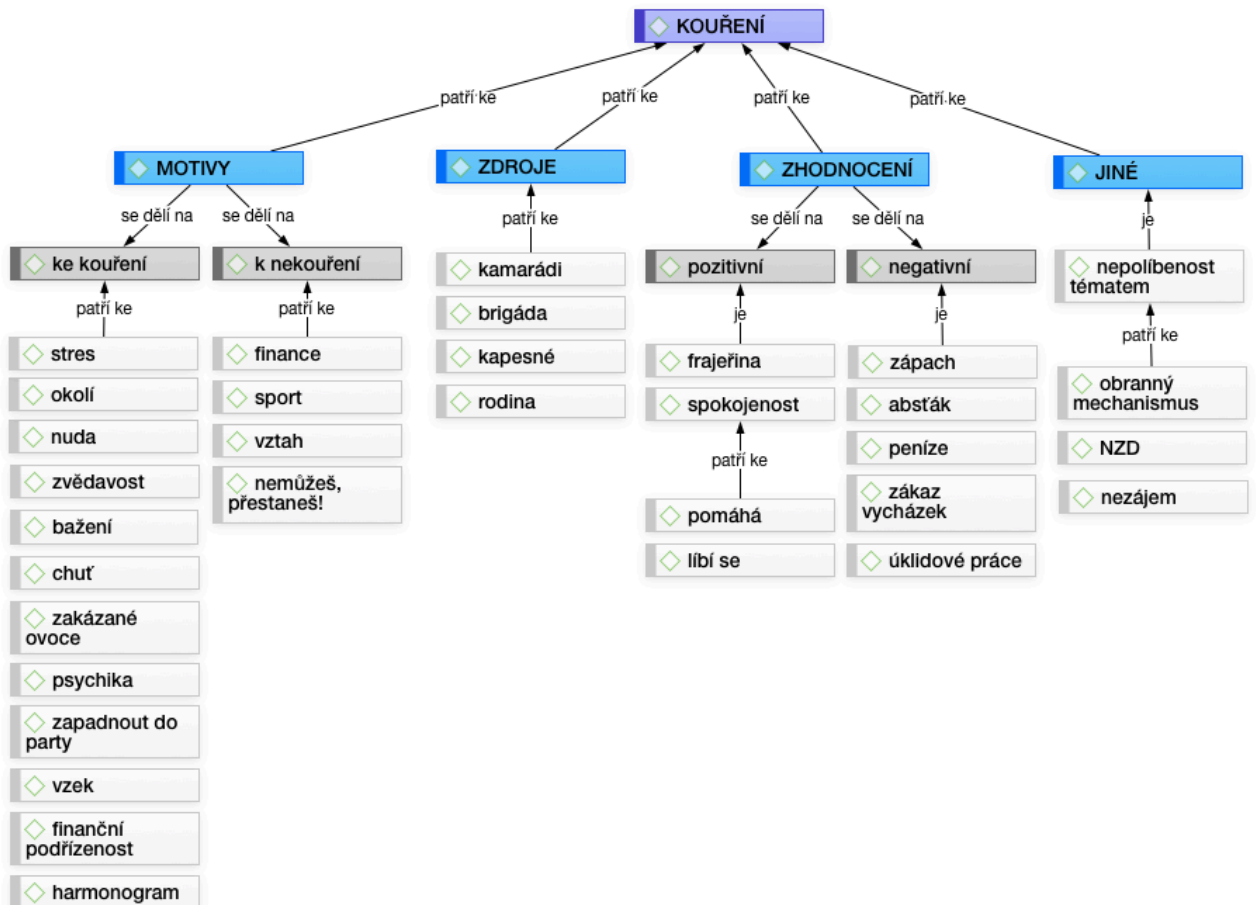 KOUŘENÍ
patří ke
patří ke
patří ke
patří ke
MOTIVY
ZDROJE
ZHODNOCENÍ
JINÉ
se dělí na
se dělí na
patří ke
se dělí na
se dělí na
je
ke kouření
k nekouření
kamarádi
brigáda
kapesné
rodina
pozitivní
negativní
nepolíbenost
tématem
patří ke
patří ke
je
je
patří ke
stres
okolí
nuda
zvědavost
bažení
chuť
zakázané
ovoce
psychika
zapadnout do
party
vzek
finanční
podřízenost
harmonogram
finance
sport
vztah
nemůžeš,
přestaneš!
frajeřina
spokojenost
patří ke
pomáhá
líbí se
zápach
absťák
peníze
zákaz
vycházek
úklidové práce
obranný
mechanismus
NZD
nezájem